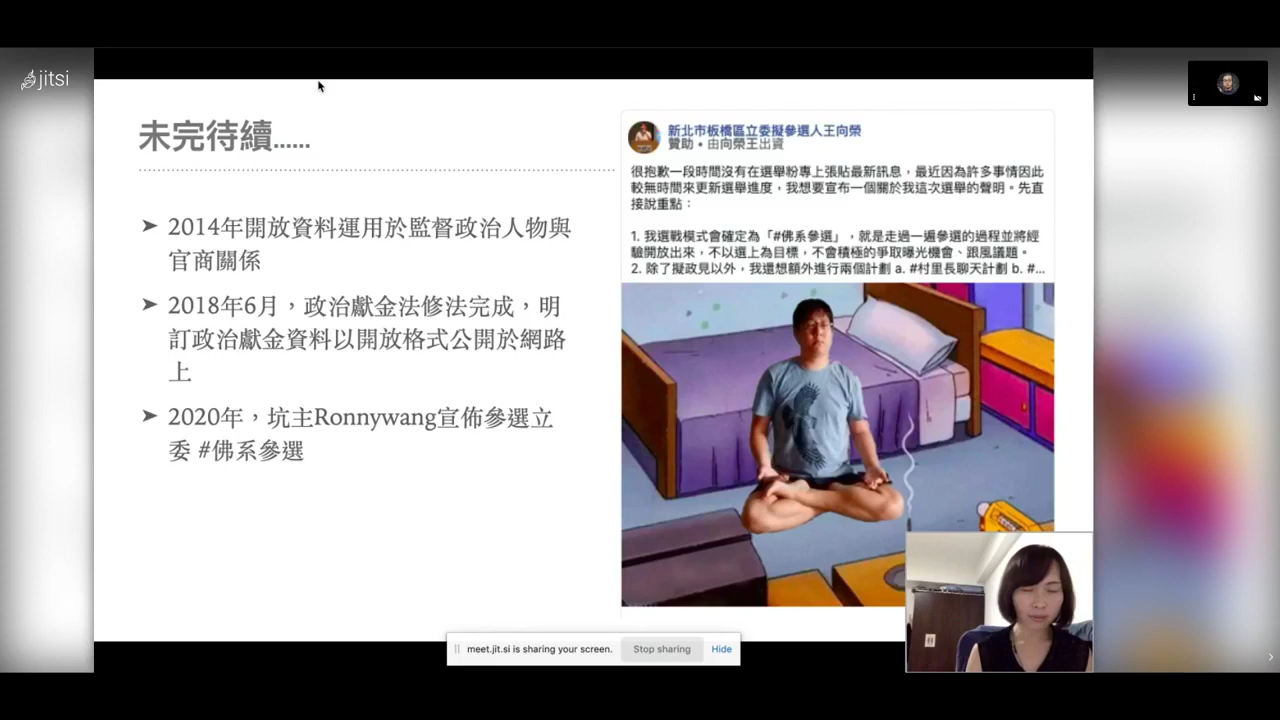 jitsi
未完待續......
➤ 2014年開放資料運用於監督政治人物與
官商關係
➤ 2018年6月，政治獻金法修法完成，明
訂政治獻金資料以開放格式公開於網路
上
➤ 2020年，坑主Ronnywang宣佈參選立
委 #佛系參選
新北市板橋區立委擬參選人王向榮
贊助 • 由向榮王出資
很抱歉一段時間沒有在選舉粉專上張貼最新訊息，最近因為許多事情因此
較無時間來更新選舉進度，我想要宣布一個關於我這次選舉的聲明。先直
接說重點：
1. 我選戰模式會確定為「#佛系參選」，就是走過一遍參選的過程並將經
驗開放出來，不以選上為目標，不會積極的爭取曝光機會、跟風議題。
2. 除了擬政見以外，我還想額外進行兩個計劃 a. #村里長聊天計劃 b. #...
meet.jit.si is sharing your screen.
Stop sharing
Hide